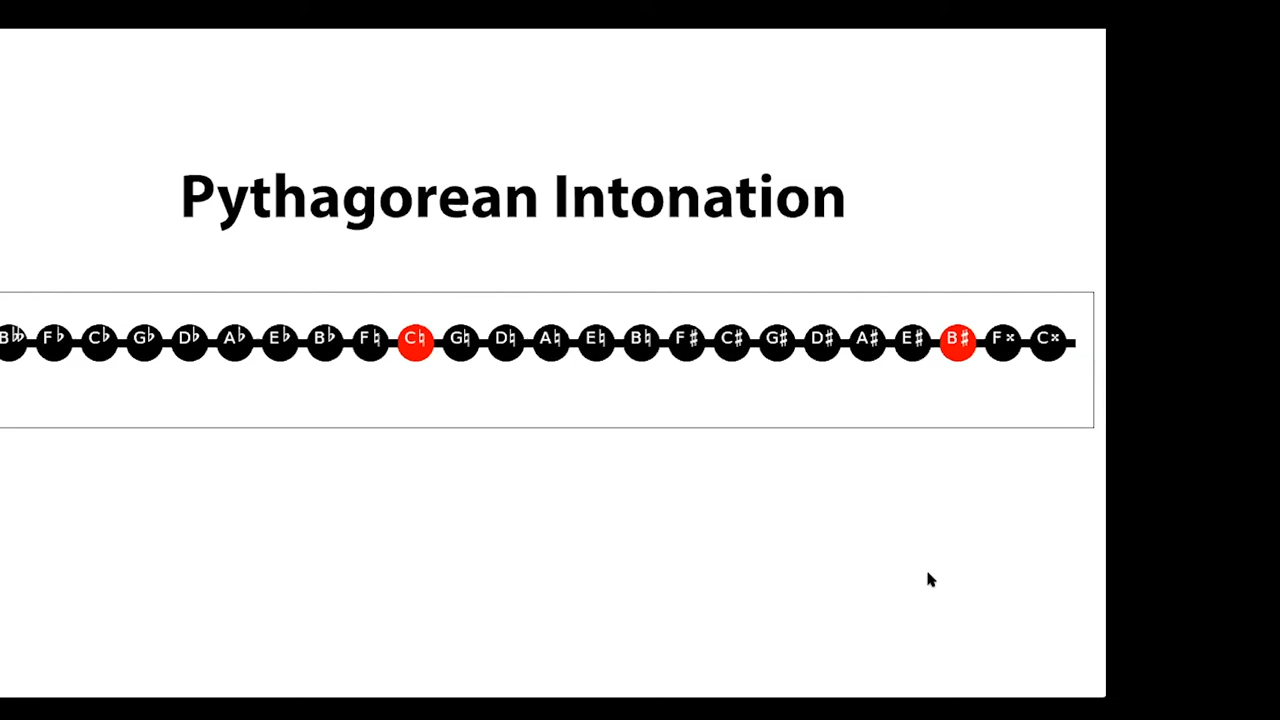 Pythagorean Intonation
B𝄫 F♭ C♭ G♭ D♭ A♭ E♭ B♭ F♮ C♮ G♮ D♮ A♮ E♮ B♮ F♯ C♯ G♯ D♯ A♯ E♯ B♯ F𝄪 C𝄪